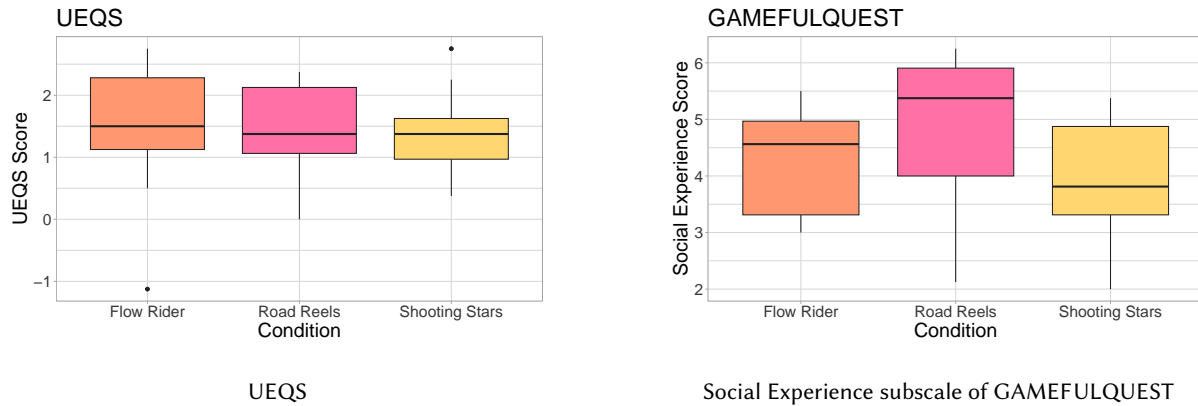 UEQS
UEQS Score
2
1
0
−1
Flow Rider Road Reels Shooting Stars
Condition
UEQS
GAMEFULQUEST
Social Experience Score
6
5
4
3
2
Flow Rider Road Reels Shooting Stars
Condition
Social Experience subscale of GAMEFULQUEST